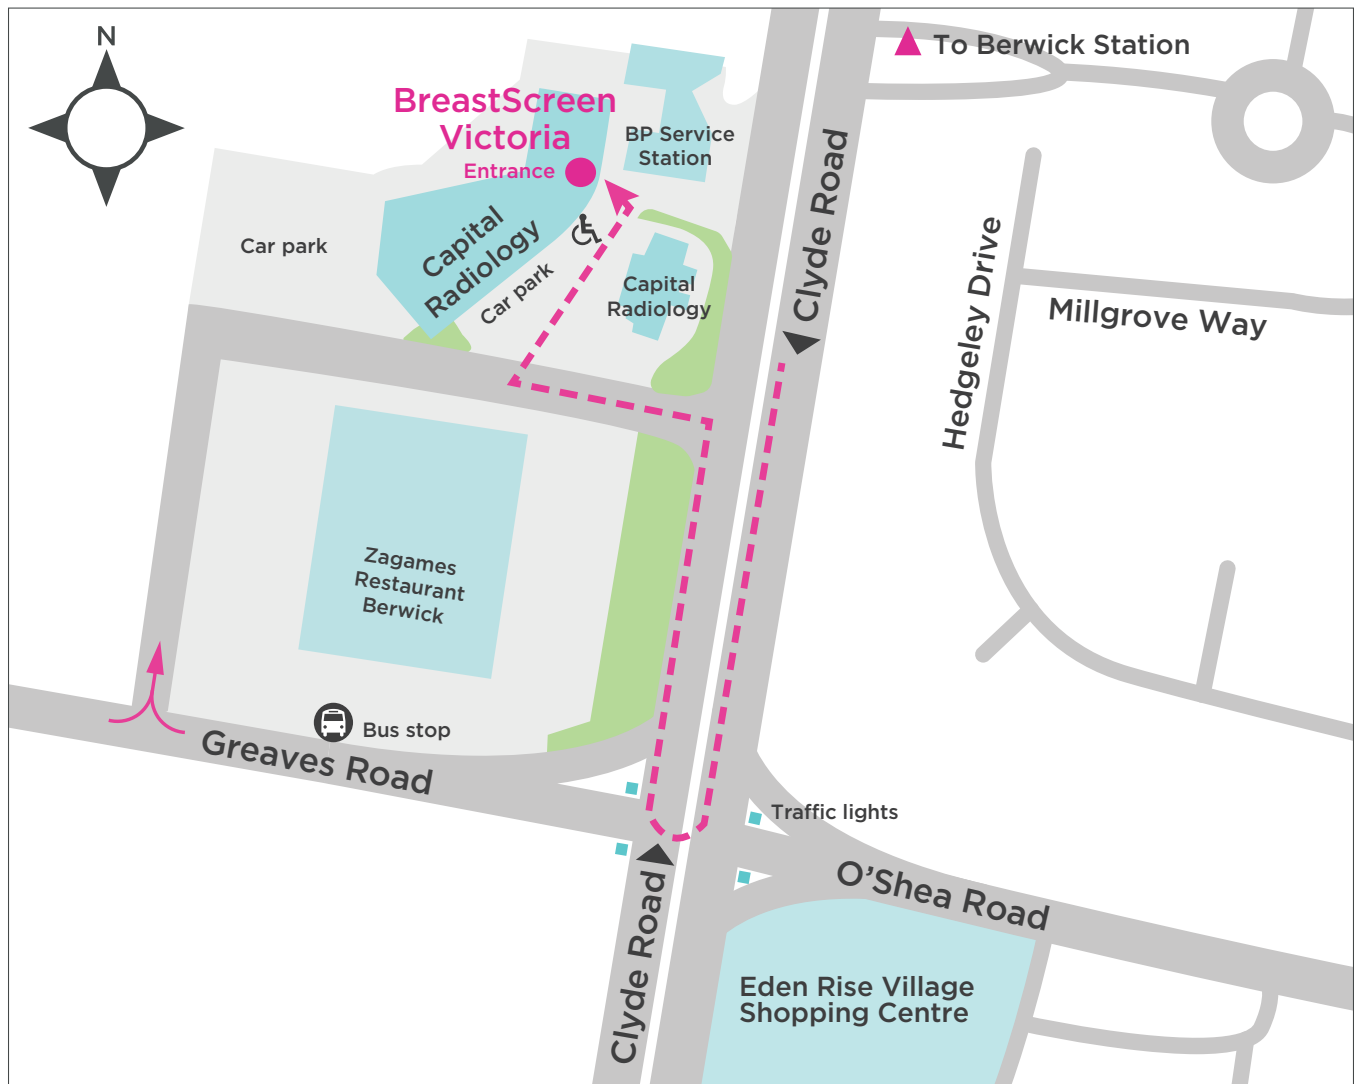 N
To Berwick Station
BreastScreen
Victoria
Entrance
BP Service
Station
Clyde Road
Car park
Capital
Radiology
Car park
Capital
Radiology
Hedgeley Drive
Millgrove Way
Zagames
Restaurant
Berwick
Bus stop
Greaves Road
Traffic lights
O'Shea Road
Clyde Road
Eden Rise Village
Shopping Centre